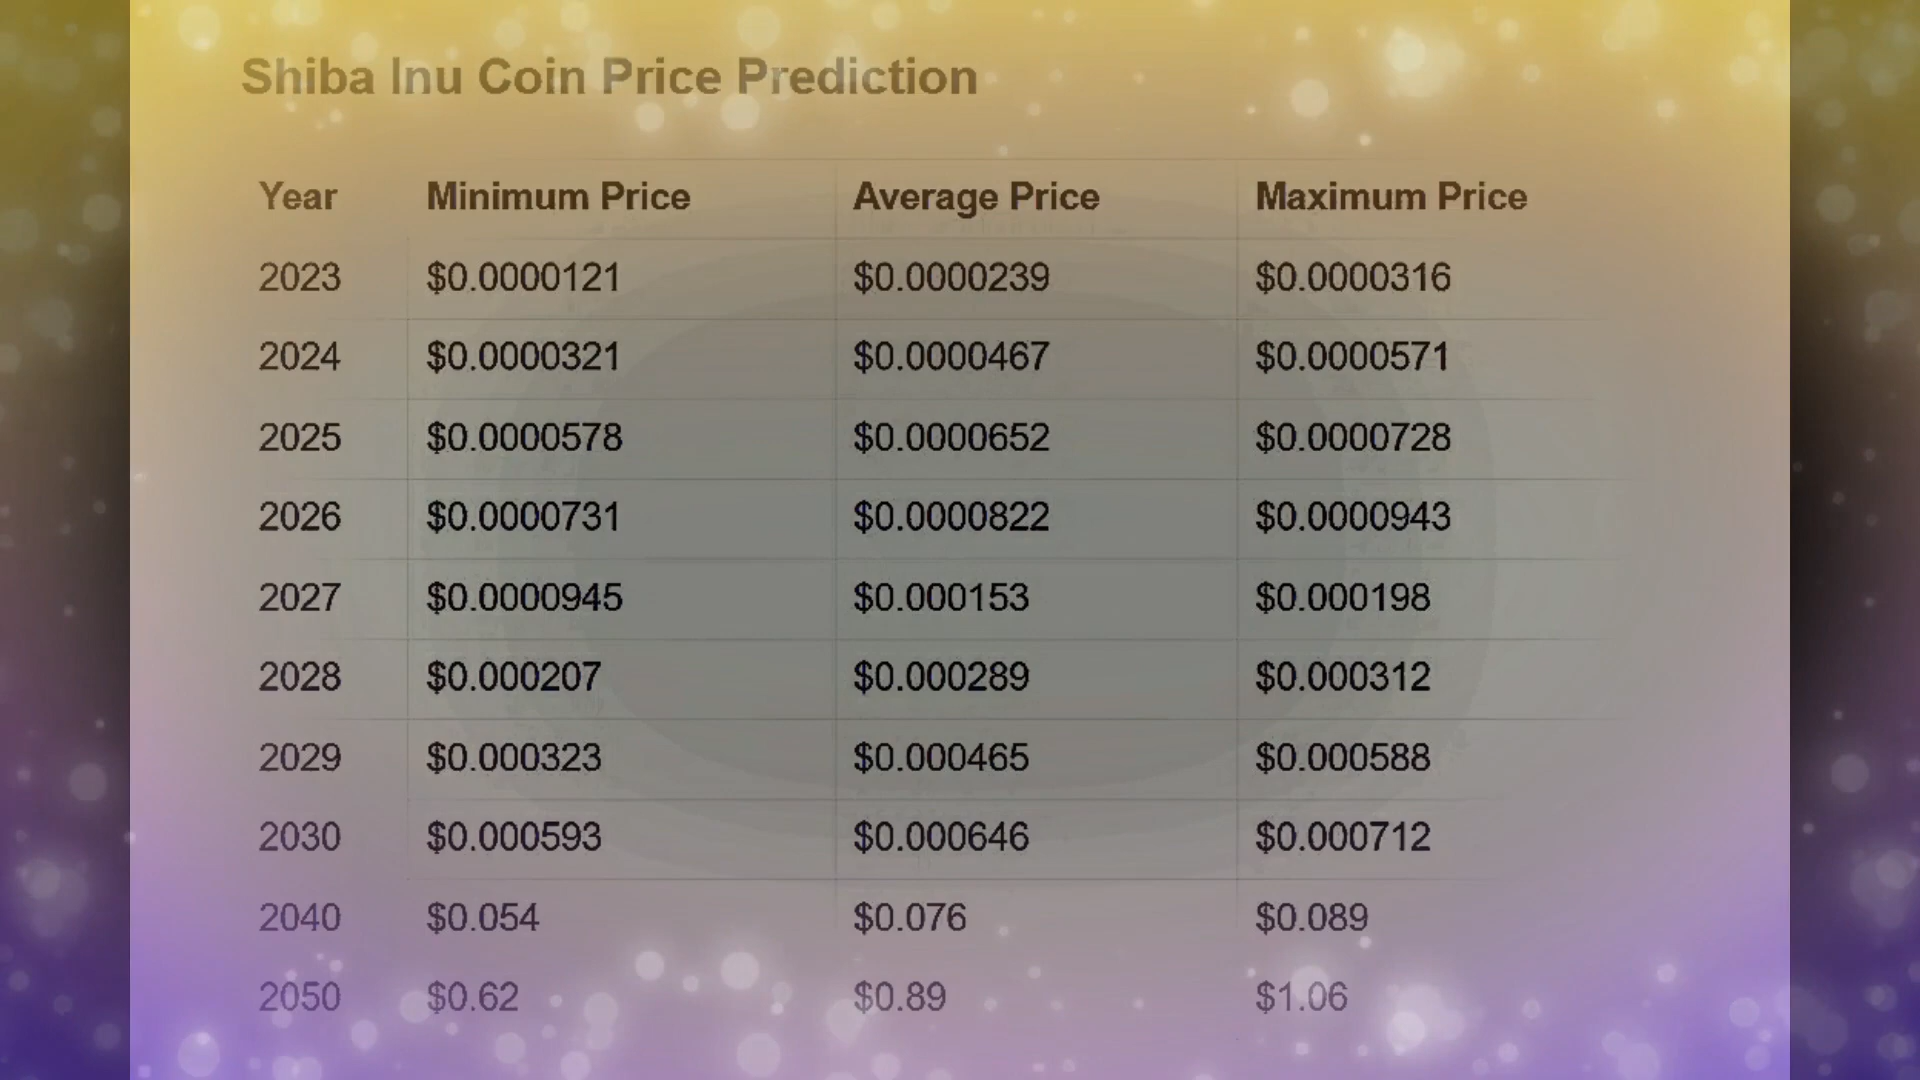 Shiba Inu Coin Price Prediction
Year Minimum Price Average Price Maximum Price
2023 $0.0000121 $0.0000239 $0.0000316
2024 $0.0000321 $0.0000467 $0.0000571
2025 $0.0000578 $0.0000652 $0.0000728
2026 $0.0000731 $0.0000822 $0.0000943
2027 $0.0000945 $0.000153 $0.000198
2028 $0.000207 $0.000289 $0.000312
2029 $0.000323 $0.000465 $0.000588
2030 $0.000593 $0.000646 $0.000712
2040 $0.054 $0.076 $0.089
2050 $0.62 $0.89 $1.06